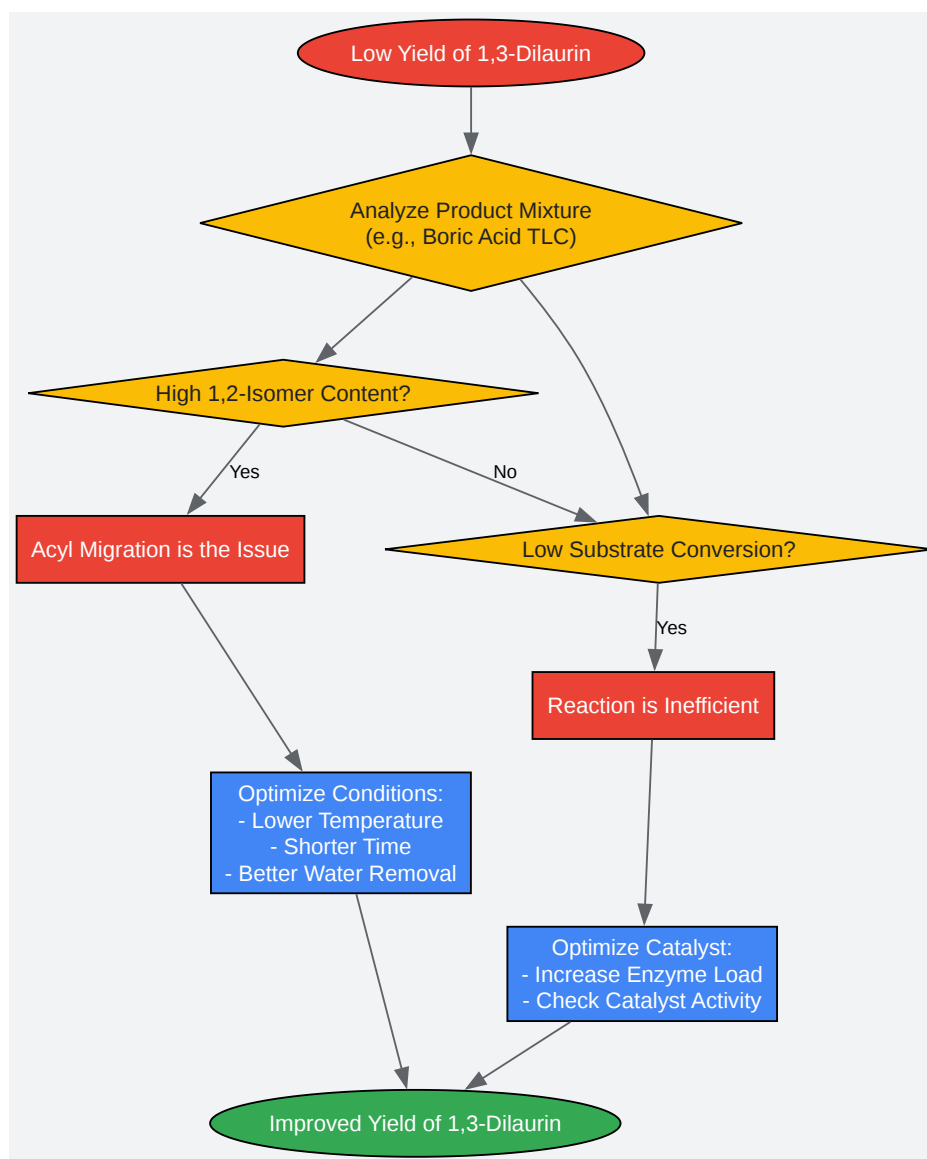 Low Yield of 1,3-Dilaurin
Analyze Product Mixture
(e.g., Boric Acid TLC)
High 1,2-Isomer Content?
Yes
No
Acyl Migration is the Issue
Low Substrate Conversion?
Yes
Reaction is Inefficient
Optimize Conditions:
- Lower Temperature
- Shorter Time
- Better Water Removal
Optimize Catalyst:
- Increase Enzyme Load
- Check Catalyst Activity
Improved Yield of 1,3-Dilaurin